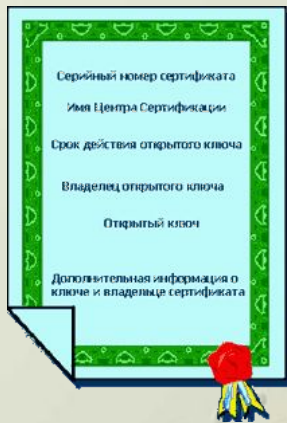 Серийный номер сертификата
Имя Центра Сертификации
Срок действия открытого ключа
Владелец открытого ключа
Открытый ключ
Дополнительная информация о
ключе и владельце сертификата